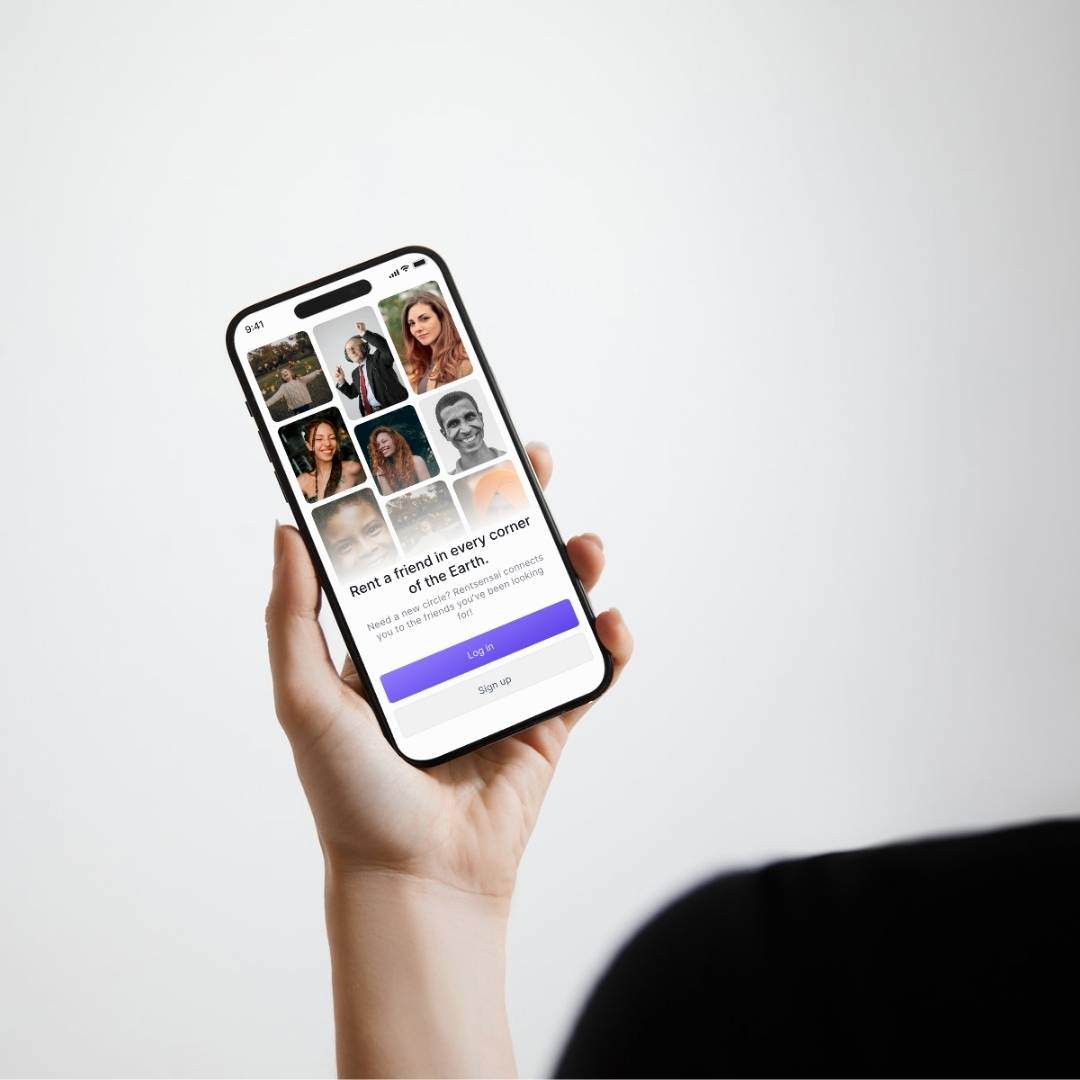 9:41
Rent a friend in every corner
of the Earth.
Need a new circle? Rentsensai connects
you to the friends you've been looking
for!
Log in
Sign up